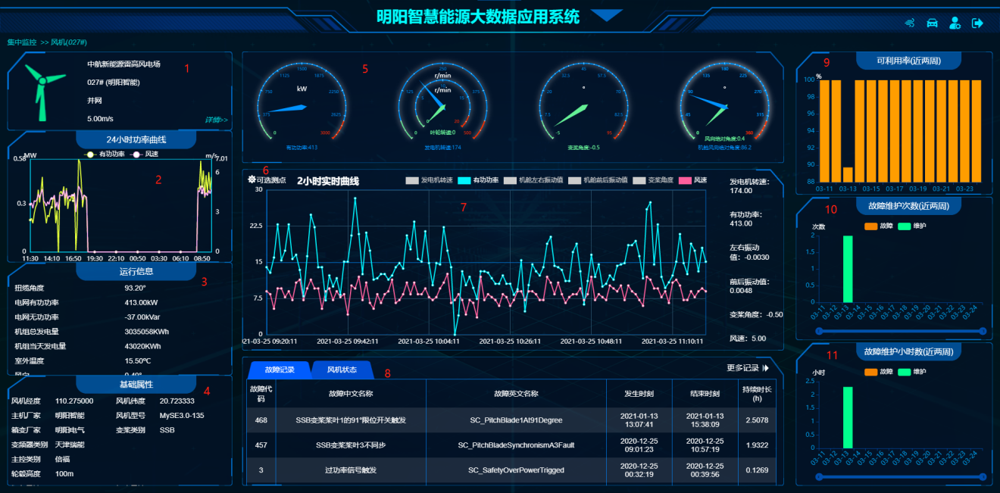 明阳智慧能源大数据应用系统
集中监控 >> 风机(027#)
1
中航新能源雷高风电场
027# (明阳智能)
并网
5.00m/s
详情>>
24小时功率曲线
2
有功功率 风速
MW
m/s
0.58
0.3
0
7.01
6
3
0
11:30 14:10 16:50 19:30 22:10 00:50 03:30 06:10 08:50
运行信息
3
扭缆角度 93.20°
电网有功功率 413.00kW
电网无功功率 -37.00kVar
机组总发电量 3035058KWh
机组当天发电量 43020KWh
室外温度 15.50℃
基础属性
4
风机经度 110.275000 风机纬度 20.723333
主机厂家 明阳智能 风机型号 MySE3.0-135
箱变厂家 明阳电气 变桨类别 SSB
变频器类别 天津瑞能
主控类别 倍福
轮毂高度 100m
5
kW
0 375 750 1125 1500 1875 2250 2625 3000
有功功率:413
r/min
r/min
叶轮转速:0
发电机转速:174
-5 7.5 20 32.5 45 57.5 70 82.5 95
°
变桨角度:-0.5
0 45 90 135 180 225 270 315 360
°
风向绝对角度:0.4
机舱风向绝对角度:86.2
6
可选测点
2小时实时曲线
发电机转速 有功功率 机舱左右振动值 机舱前后振动值 变桨角度 风速
7
30
22.5
15
7.5
0
2021-03-25 09:42:11 2021-03-25 10:04:11 2021-03-25 10:26:11 2021-03-25 10:48:11 2021-03-25 11:10:11
发电机转速:
174.00
有功功率:
413.00
左右振动
值: -0.0030
前后振动值:
0.0048
变桨角度: -0.50
风速: 5.00
故障记录 风机状态
8
更多记录
故障代码 故障中文名称 故障英文名称 发生时刻 结束时刻 持续时长(h)
468 SSB变桨桨叶1的91°限位开关触发 SC_PitchBlade1At91Degree 2021-01-13 13:07:41 2021-01-13 15:38:09 2.5078
457 SSB变桨桨叶3不同步 SC_PitchBladeSynchronismA3Fault 2020-12-25 09:01:23 2020-12-25 10:57:19 1.9322
3 过功率信号触发 SC_SafetyOverPowerTrigged 2020-12-25 00:32:19 2020-12-25 00:39:56 0.1269
9
可利用率(近两周)
%
100
98
96
94
92
90
88
03-11 03-13 03-15 03-17 03-19 03-21 03-23
10
故障维护次数(近两周)
次数
故障 维护
2
1.5
1
0.5
0
03-11 03-12 03-13 03-14 03-15 03-16 03-17 03-18 03-19 03-20 03-21 03-22 03-23 03-24
11
故障维护小时数(近两周)
小时
故障 维护
2.5
2
1.5
1
0.5
0
03-11 03-12 03-13 03-14 03-15 03-16 03-17 03-18 03-19 03-20 03-21 03-22 03-23 03-24